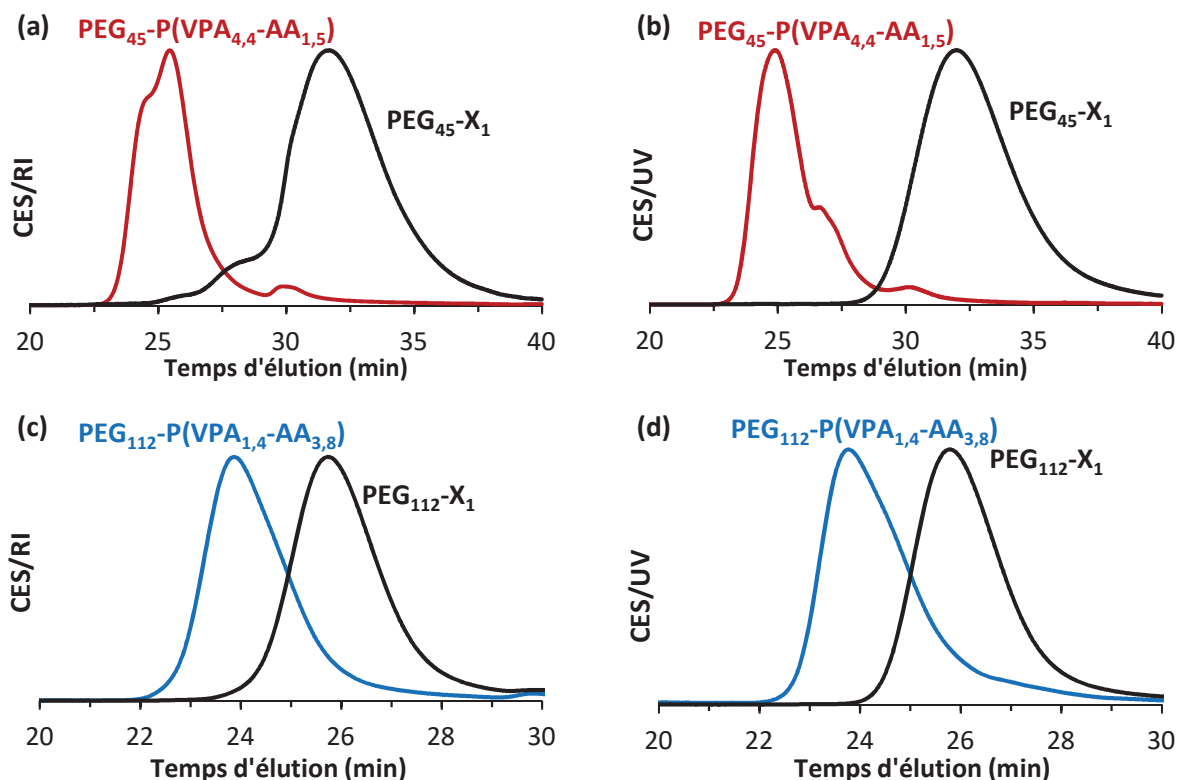 (a)
PEG45-P(VPA4,4-AA1,5)
PEG45-X1
CES/RI
20 25 30 35 40
Temps d'élution (min)
(b)
PEG45-P(VPA4,4-AA1,5)
PEG45-X1
CES/UV
20 25 30 35 40
Temps d'élution (min)
(c)
PEG112-P(VPA1,4-AA3,8)
PEG112-X1
CES/RI
20 22 24 26 28 30
Temps d'élution (min)
(d)
PEG112-P(VPA1,4-AA3,8)
PEG112-X1
CES/UV
20 22 24 26 28 30
Temps d'élution (min)